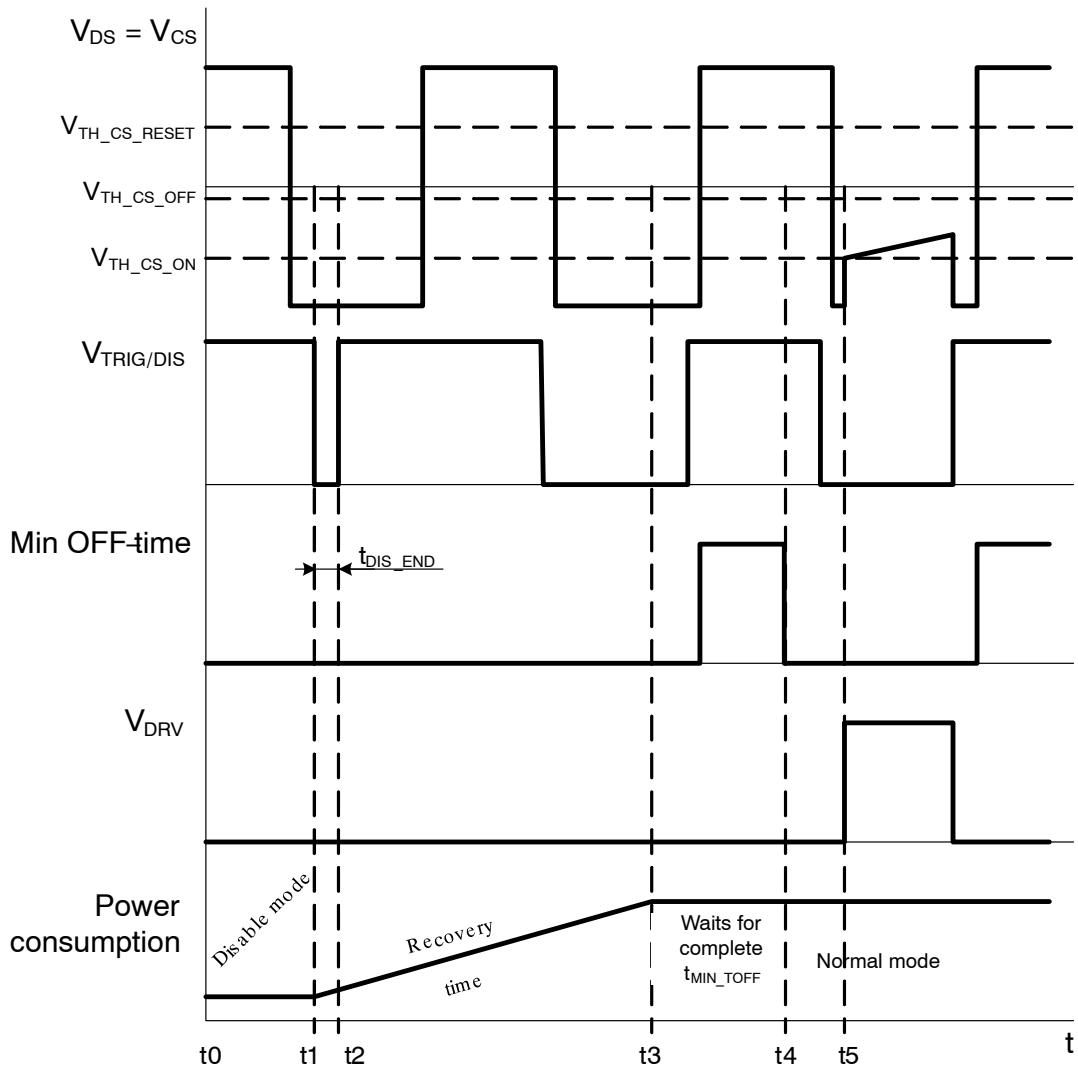 VDS = VCS
VTH_CS_RESET
VTH_CS_OFF
VTH_CS_ON
VTRIG/DIS
Min OFF-time
tDIS_END
VDRV
Power
consumption
Disable mode
Recovery
time
Waits for
complete
tMIN_TOFF
Normal mode
t
t0 t1 t2 t3 t4 t5